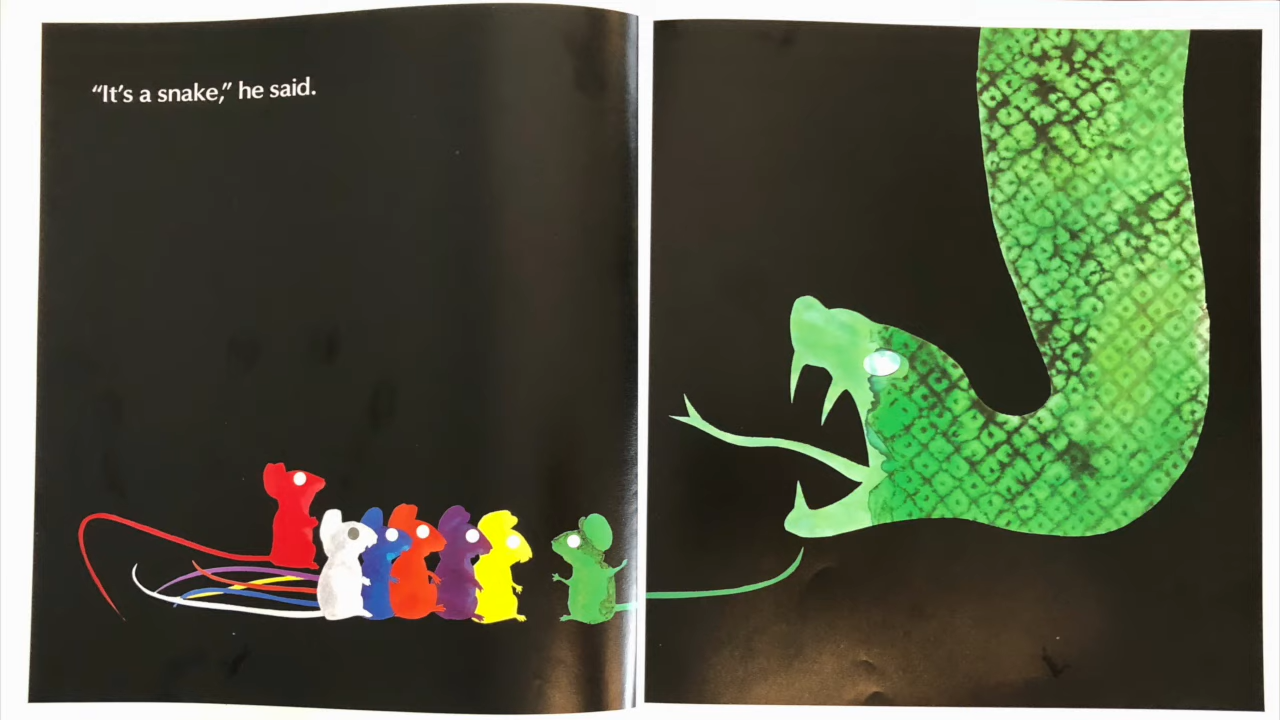 “It’s a snake,” he said.